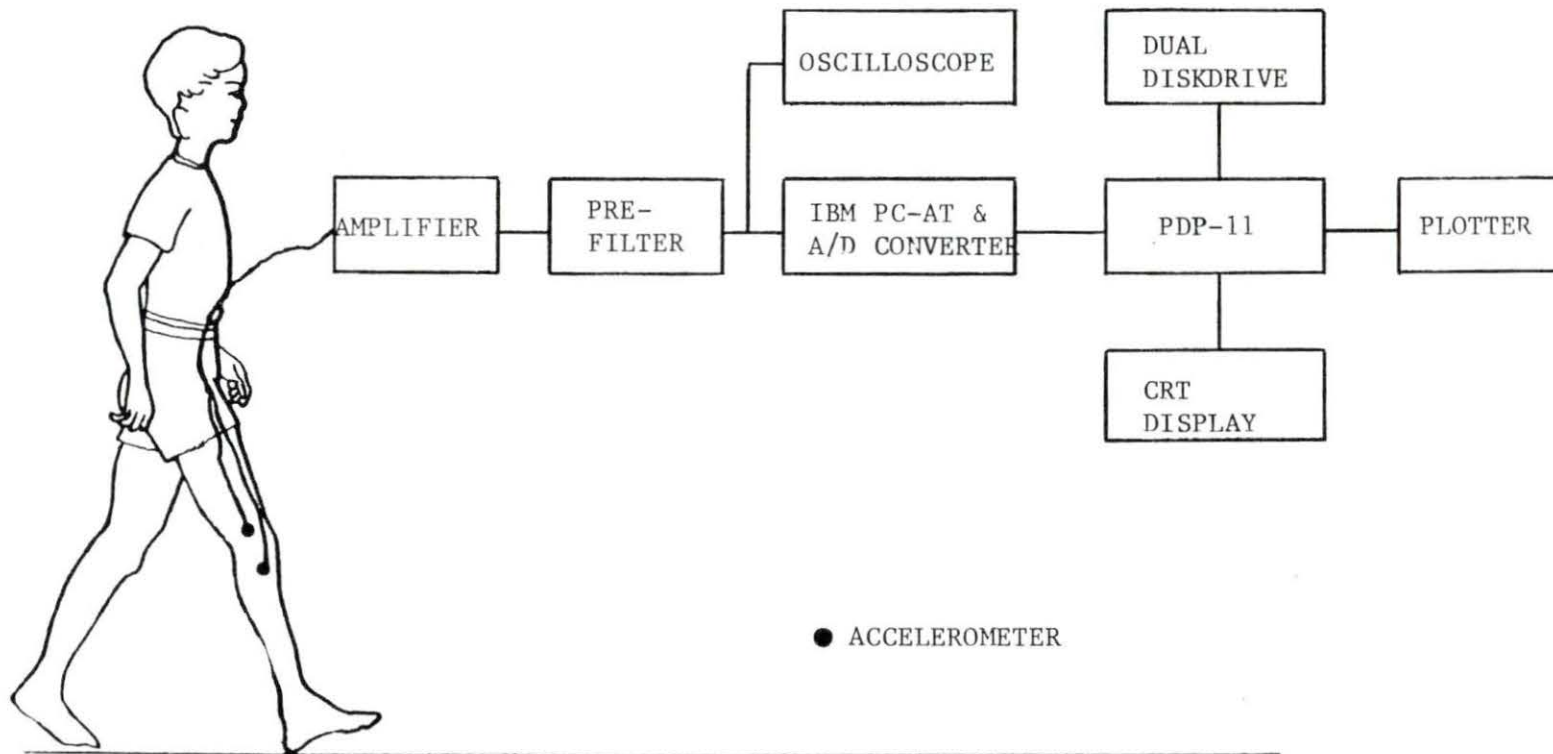 OSCILLOSCOPE
DUAL
DISKDRIVE
AMPLIFIER
PRE-
FILTER
IBM PC-AT &
A/D CONVERTER
PDP-11
PLOTTER
CRT
DISPLAY
ACCELEROMETER